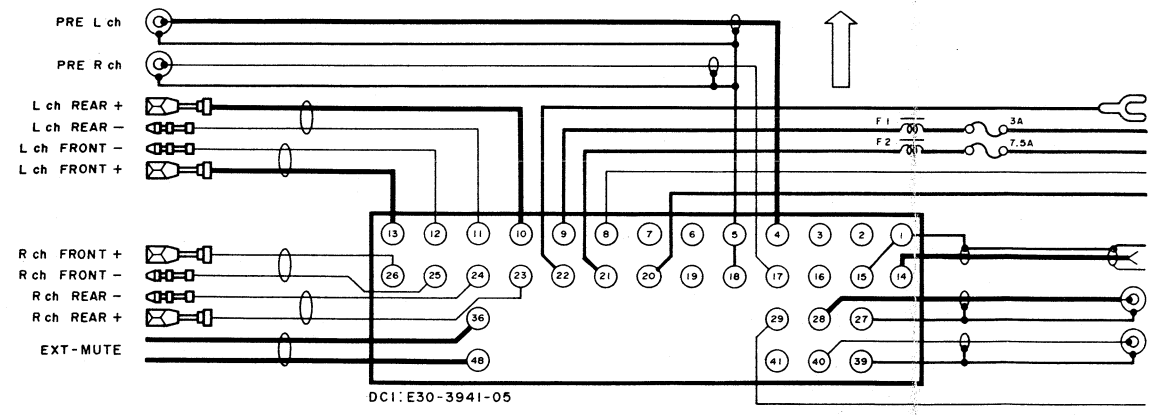 PRE L ch
PRE R ch
L ch REAR +
L ch REAR −
L ch FRONT −
L ch FRONT +
F1 3A
F2 7.5A
13 12 11 10 9 8 7 6 5 4 3 2 1
R ch FRONT +
R ch FRONT −
26 25 24 23 22 21 20 19 18 17 16 15 14
R ch REAR −
R ch REAR +
36 29 28 27
EXT-MUTE
48 41 40 39
DC1:E30-3941-05